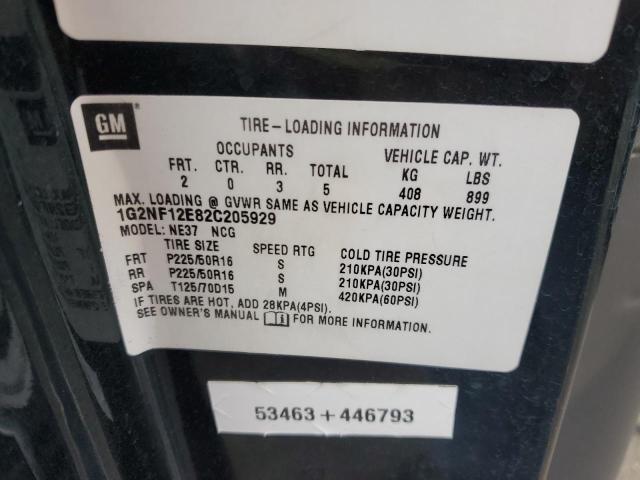 GM ®
TIRE-LOADING INFORMATION
OCCUPANTS VEHICLE CAP. WT.
FRT. CTR. RR. TOTAL KG LBS
2 0 3 5 408 899
MAX. LOADING @ GVWR SAME AS VEHICLE CAPACITY WEIGHT.
1G2NF12E82C205929
MODEL: NE37 NCG
TIRE SIZE SPEED RTG COLD TIRE PRESSURE
FRT P225/50R16 S 210KPA(30PSI)
RR P225/50R16 S 210KPA(30PSI)
SPA T125/70D15 M 420KPA(60PSI)
IF TIRES ARE HOT, ADD 28KPA(4PSI).
SEE OWNER'S MANUAL FOR MORE INFORMATION.
53463+446793